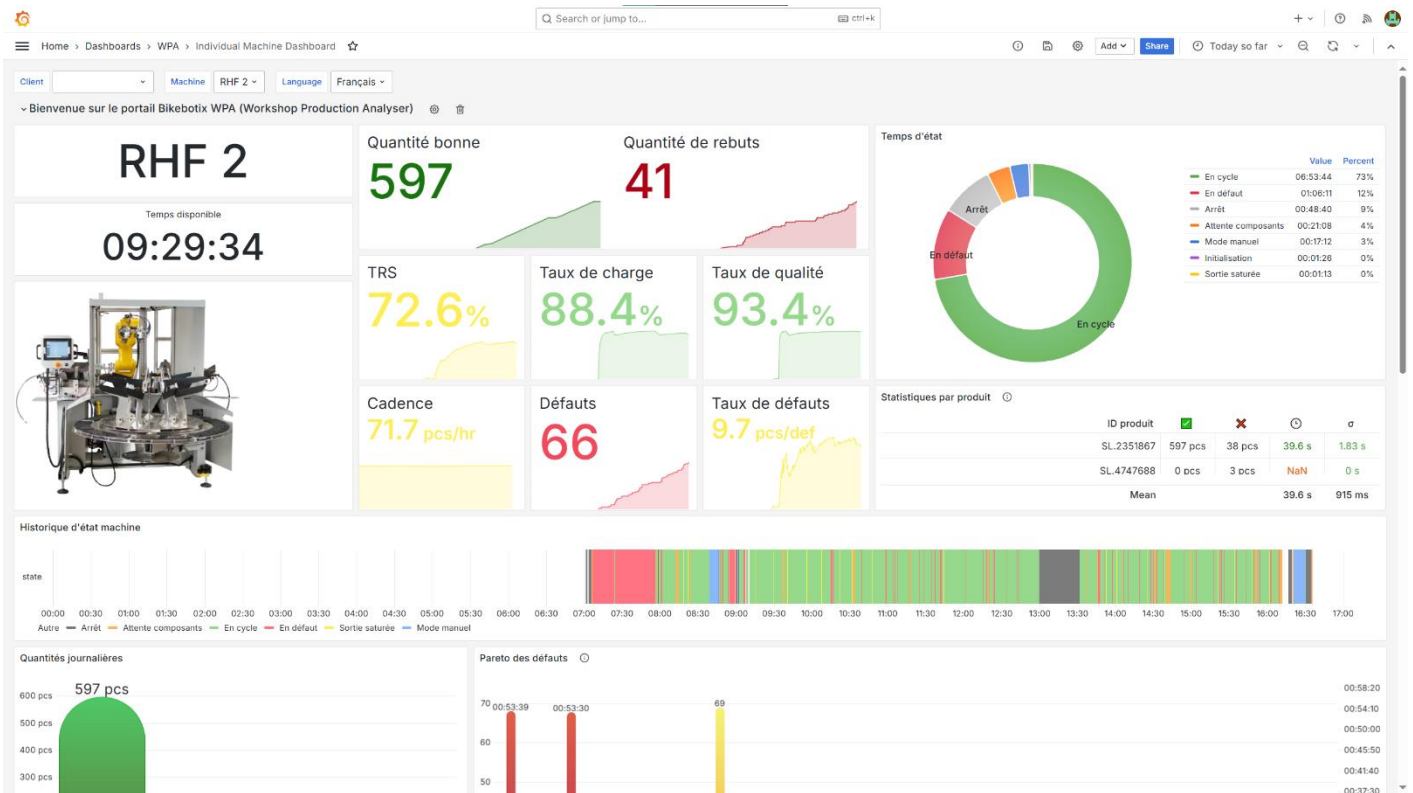 Search or jump to...
ctrl+k
Home › Dashboards › WPA › Individual Machine Dashboard
Add
Share
Today so far
Client
Machine
RHF 2
Language
Français
Bienvenue sur le portail Bikebotix WPA (Workshop Production Analyser)
RHF 2
Temps disponible
09:29:34
Quantité bonne
597
Quantité de rebuts
41
TRS
72.6%
Taux de charge
88.4%
Taux de qualité
93.4%
Cadence
71.7 pcs/hr
Défauts
66
Taux de défauts
9.7 pcs/def
Temps d'état
Arrêt
En défaut
En cycle
Value Percent
En cycle 06:53:44 73%
En défaut 01:06:11 12%
Arrêt 00:48:40 9%
Attente composants 00:21:08 4%
Mode manuel 00:17:12 3%
Initialisation 00:01:26 0%
Sortie saturée 00:01:13 0%
Statistiques par produit
ID produit σ
SL.2351867 597 pcs 38 pcs 39.6 s 1.83 s
SL.4747688 0 pcs 3 pcs NaN 0 s
Mean 39.6 s 915 ms
Historique d'état machine
state
00:00 00:30 01:00 01:30 02:00 02:30 03:00 03:30 04:00 04:30 05:00 05:30 06:00 06:30 07:00 07:30 08:00 08:30 09:00 09:30 10:00 10:30 11:00 11:30 12:00 12:30 13:00 13:30 14:00 14:30 15:00 15:30 16:00 16:30 17:00
Autre Arrêt Attente composants En cycle En défaut Sortie saturée Mode manuel
Quantités journalières
597 pcs
600 pcs
500 pcs
400 pcs
300 pcs
Pareto des défauts
70
60
50
00:53:39
00:53:30
69
00:58:20
00:54:10
00:50:00
00:45:50
00:41:40
00:37:30